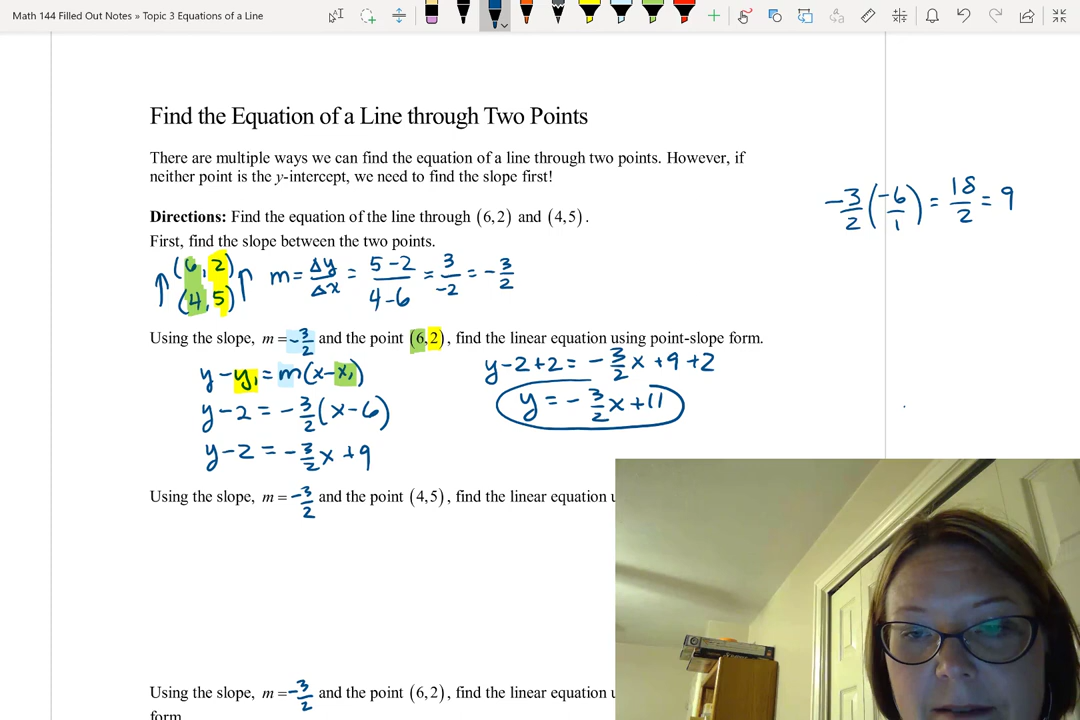 Math 144 Filled Out Notes » Topic 3 Equations of a Line
Find the Equation of a Line through Two Points
There are multiple ways we can find the equation of a line through two points. However, if
neither point is the y-intercept, we need to find the slope first!
-3/2(-6/1) = 18/2 = 9
Directions: Find the equation of the line through (6,2) and (4,5).
First, find the slope between the two points.
↑(6,2)↑ m = Δy/Δx = 5-2/4-6 = 3/-2 = -3/2
(4,5)
Using the slope, m = -3/2 and the point (6,2), find the linear equation using point-slope form.
y-y₁ = m(x-x₁)
y-2 = -3/2(x-6)
y-2 = -3/2x+9
y-2+2 = -3/2x+9+2
y = -3/2x+11
Using the slope, m = -3/2 and the point (4,5), find the linear equation u
Using the slope, m = -3/2 and the point (6,2), find the linear equation u
form